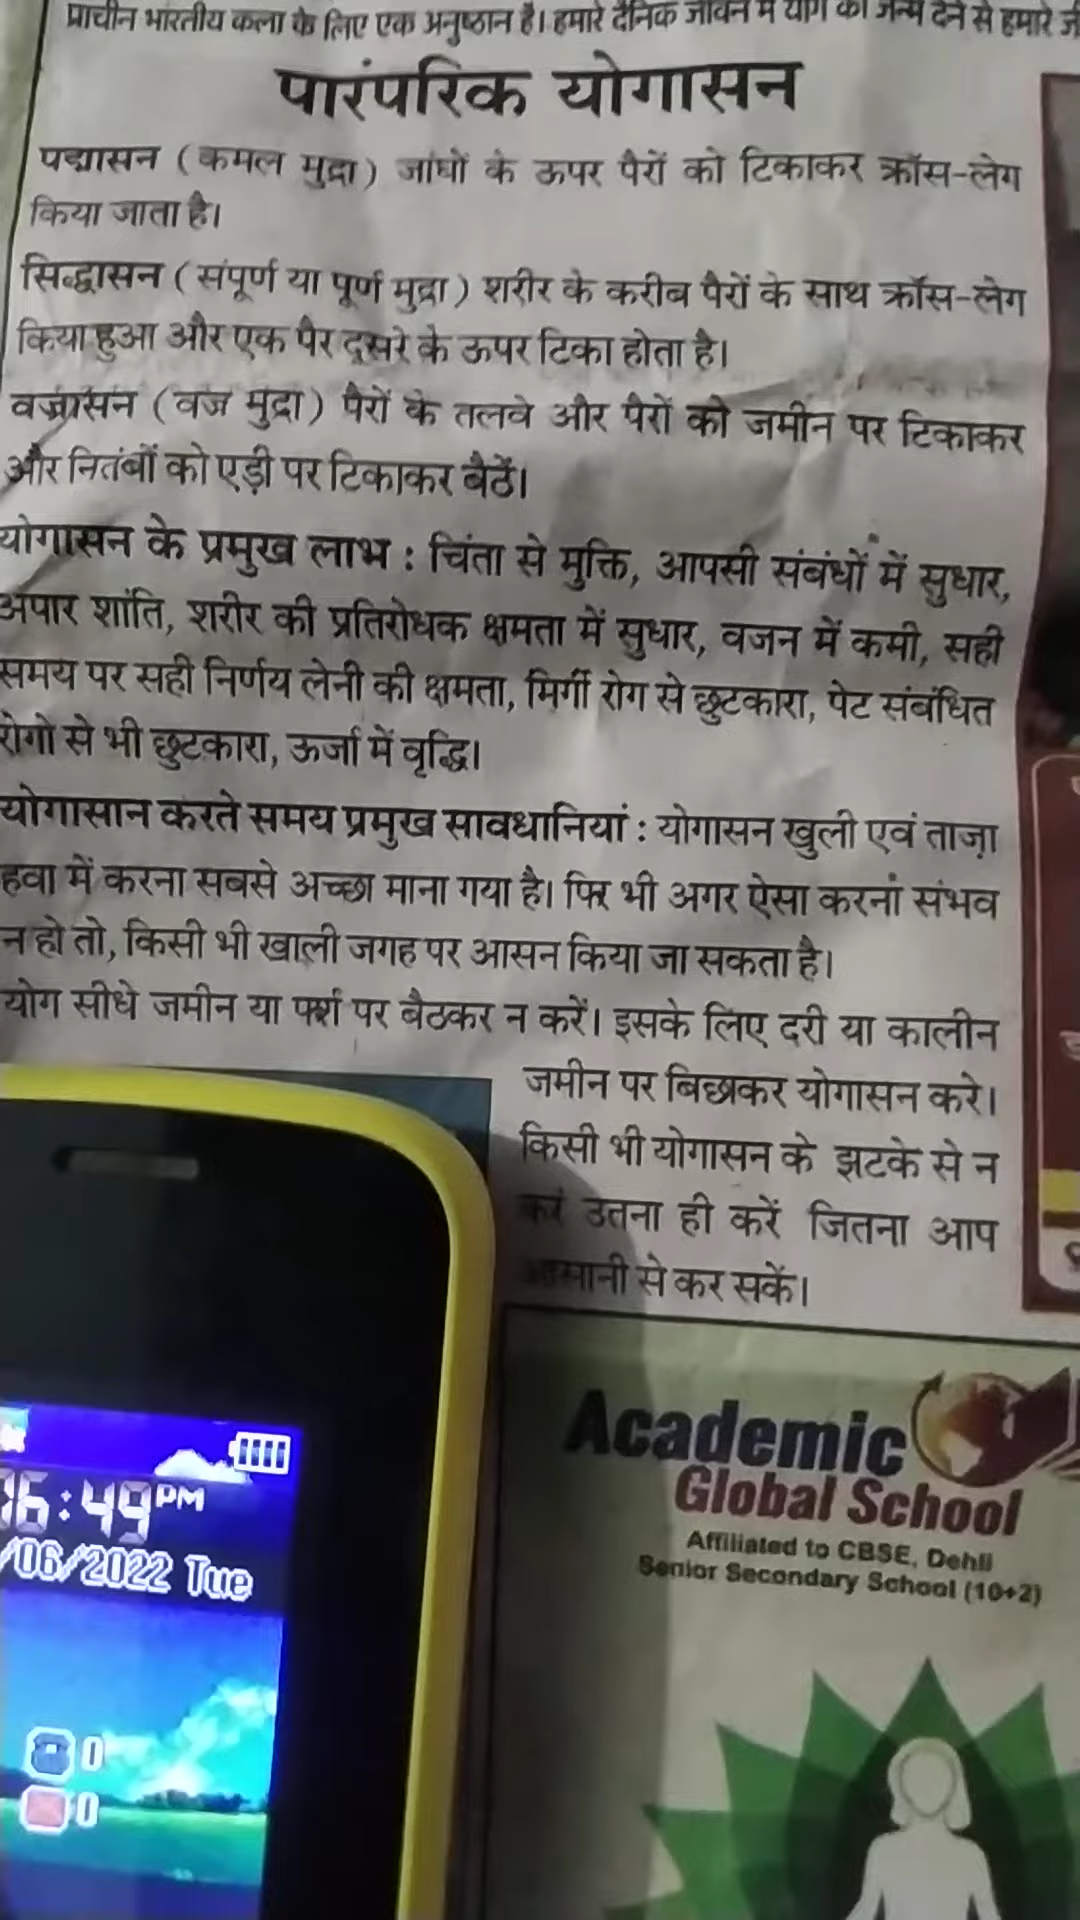 प्राचीन भारतीय कला के लिए एक अनुष्ठान है। हमारे दैनिक जीवन में योग को जन्म देने से हमारे
पारंपरिक योगासन
पद्मासन (कमल मुद्रा) जांघों के ऊपर पैरों को टिकाकर क्रॉस-लेग
किया जाता है।
सिद्धासन (संपूर्ण या पूर्ण मुद्रा) शरीर के करीब पैरों के साथ क्रॉस-लेग
किया हुआ और एक पैर दूसरे के ऊपर टिका होता है।
वज्रासन (वज्र मुद्रा) पैरों के तलवे और पैरों को जमीन पर टिकाकर
और नितंबों को एड़ी पर टिकाकर बैठें।
योगासन के प्रमुख लाभ : चिंता से मुक्ति, आपसी संबंधों में सुधार,
अपार शांति, शरीर की प्रतिरोधक क्षमता में सुधार, वजन में कमी, सही
समय पर सही निर्णय लेनी की क्षमता, मिर्गी रोग से छुटकारा, पेट संबंधित
रोगो से भी छुटकारा, ऊर्जा में वृद्धि।
योगासान करते समय प्रमुख सावधानियां : योगासन खुली एवं ताज़ा
हवा में करना सबसे अच्छा माना गया है। फिर भी अगर ऐसा करना संभव
न हो तो, किसी भी खाली जगह पर आसन किया जा सकता है।
योग सीधे जमीन या फर्श पर बैठकर न करें। इसके लिए दरी या कालीन
जमीन पर बिछाकर योगासन करे।
किसी भी योगासन के झटके से न
करें उतना ही करें जितना आप
आसानी से कर सकें।
Academic
Global School
Affiliated to CBSE, Dehli
Senior Secondary School (10+2)
06:49 PM
/06/2022 Tue
0
0